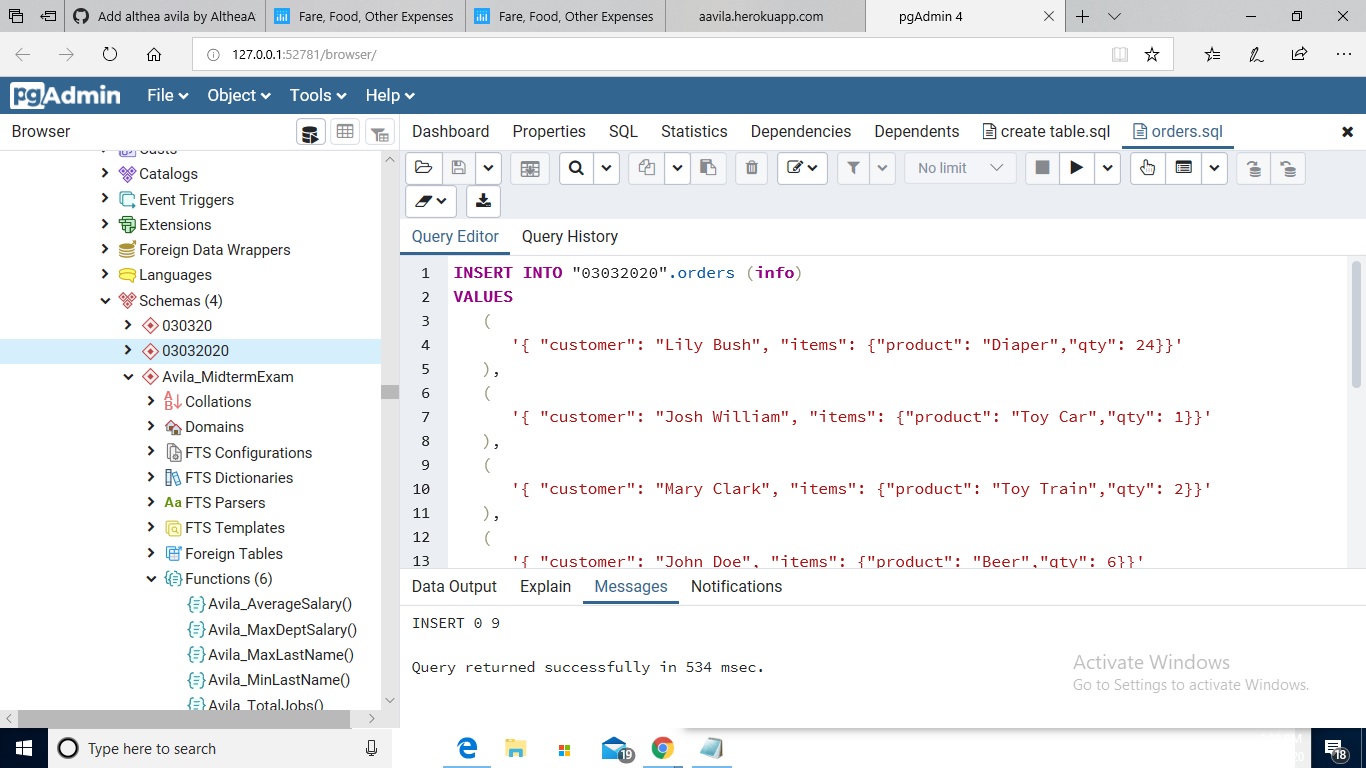 Add althea avila by AltheaA
Fare, Food, Other Expenses
Fare, Food, Other Expenses
aavila.herokuapp.com
pgAdmin 4
127.0.0.1:52781/browser/
pgAdmin
File
Object
Tools
Help
Browser
Dashboard
Properties
SQL
Statistics
Dependencies
Dependents
create table.sql
orders.sql
Casts
Catalogs
Event Triggers
Extensions
Foreign Data Wrappers
Languages
Schemas (4)
030320
03032020
Avila_MidtermExam
Collations
Domains
FTS Configurations
FTS Dictionaries
Aa FTS Parsers
FTS Templates
Foreign Tables
Functions (6)
Avila_AverageSalary()
Avila_MaxDeptSalary()
Avila_MaxLastName()
Avila_MinLastName()
Avila_TotalJobs()
No limit
Query Editor
Query History
1 INSERT INTO "03032020".orders (info)
2 VALUES
3 (
4 '{ "customer": "Lily Bush", "items": {"product": "Diaper","qty": 24}}'
5 ),
6 (
7 '{ "customer": "Josh William", "items": {"product": "Toy Car","qty": 1}}'
8 ),
9 (
10 '{ "customer": "Mary Clark", "items": {"product": "Toy Train","qty": 2}}'
11 ),
12 (
13 '{ "customer": "John Doe", "items": {"product": "Beer","qty": 6}}'
Data Output
Explain
Messages
Notifications
INSERT 0 9
Query returned successfully in 534 msec.
Activate Windows
Go to Settings to activate Windows.
Type here to search
19
18